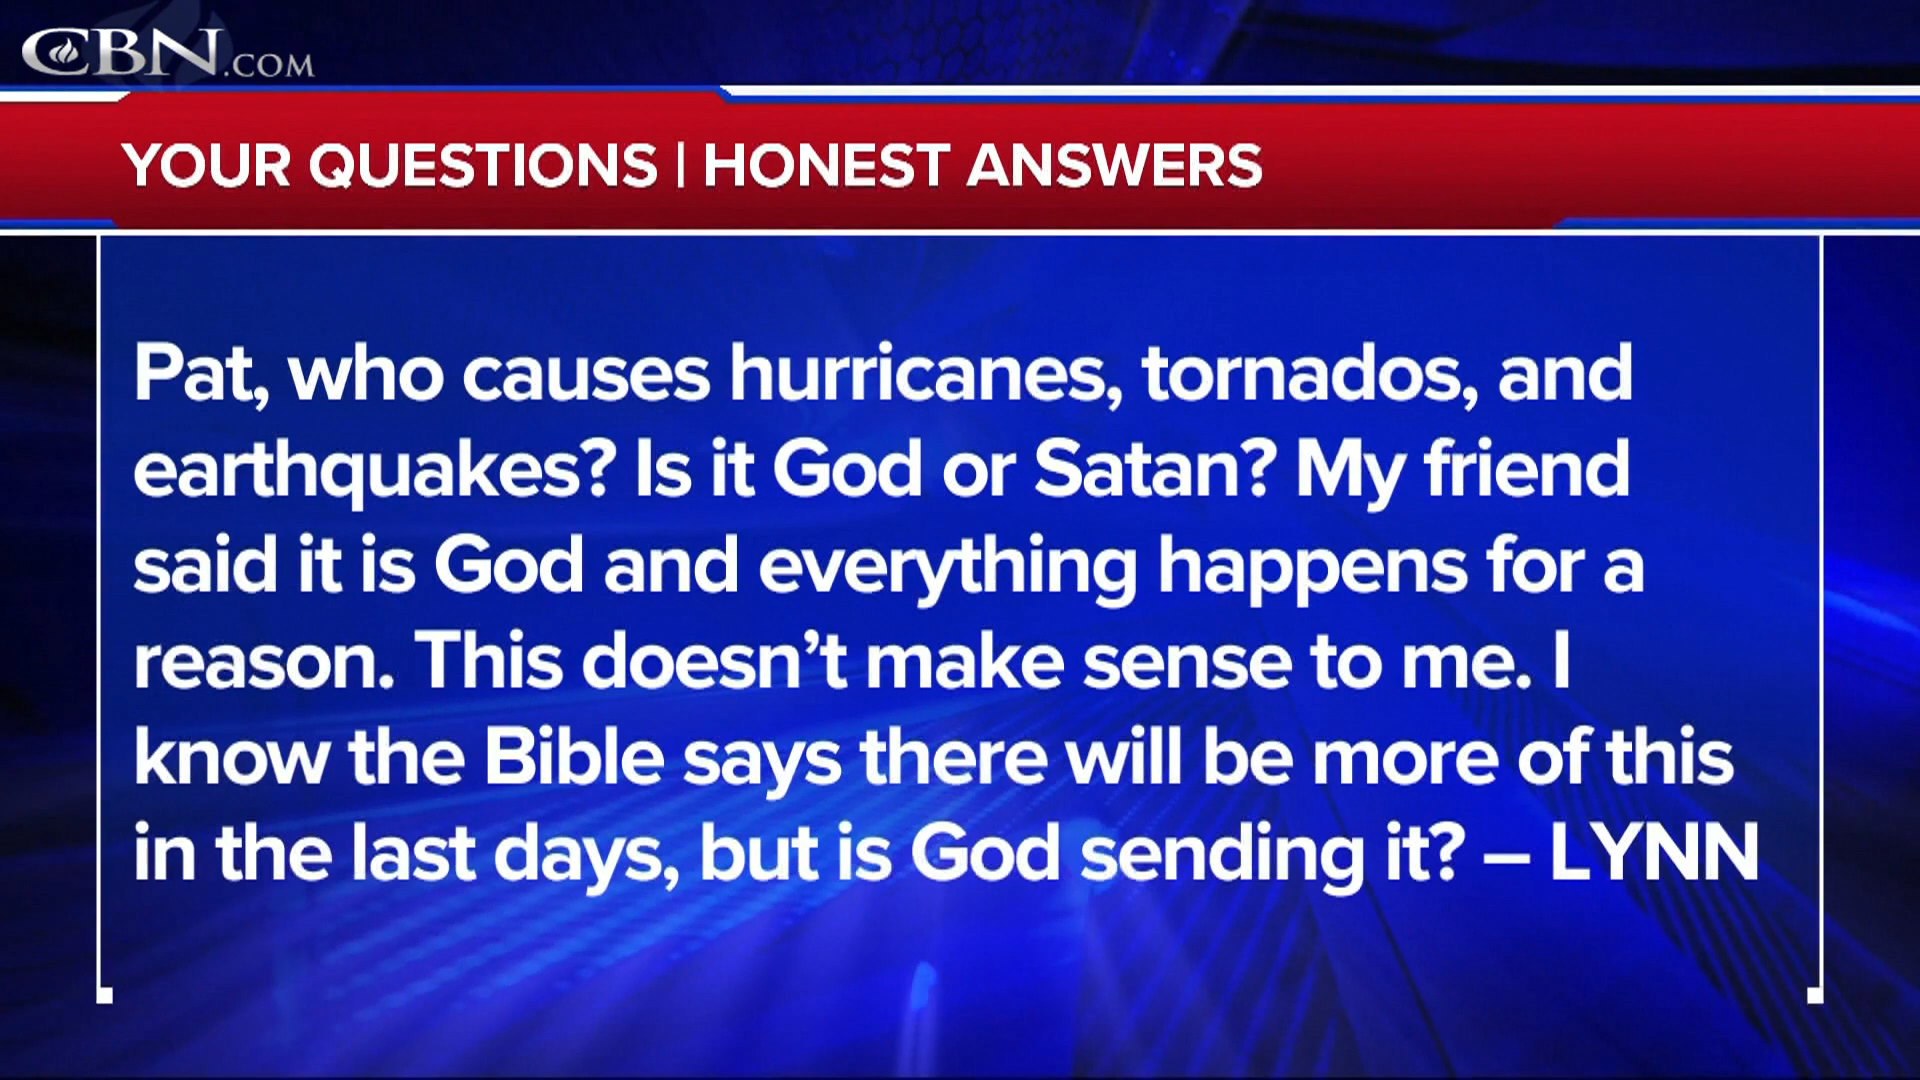 CBN.COM
YOUR QUESTIONS | HONEST ANSWERS
Pat, who causes hurricanes, tornados, and
earthquakes? Is it God or Satan? My friend
said it is God and everything happens for a
reason. This doesn’t make sense to me. I
know the Bible says there will be more of this
in the last days, but is God sending it? – LYNN